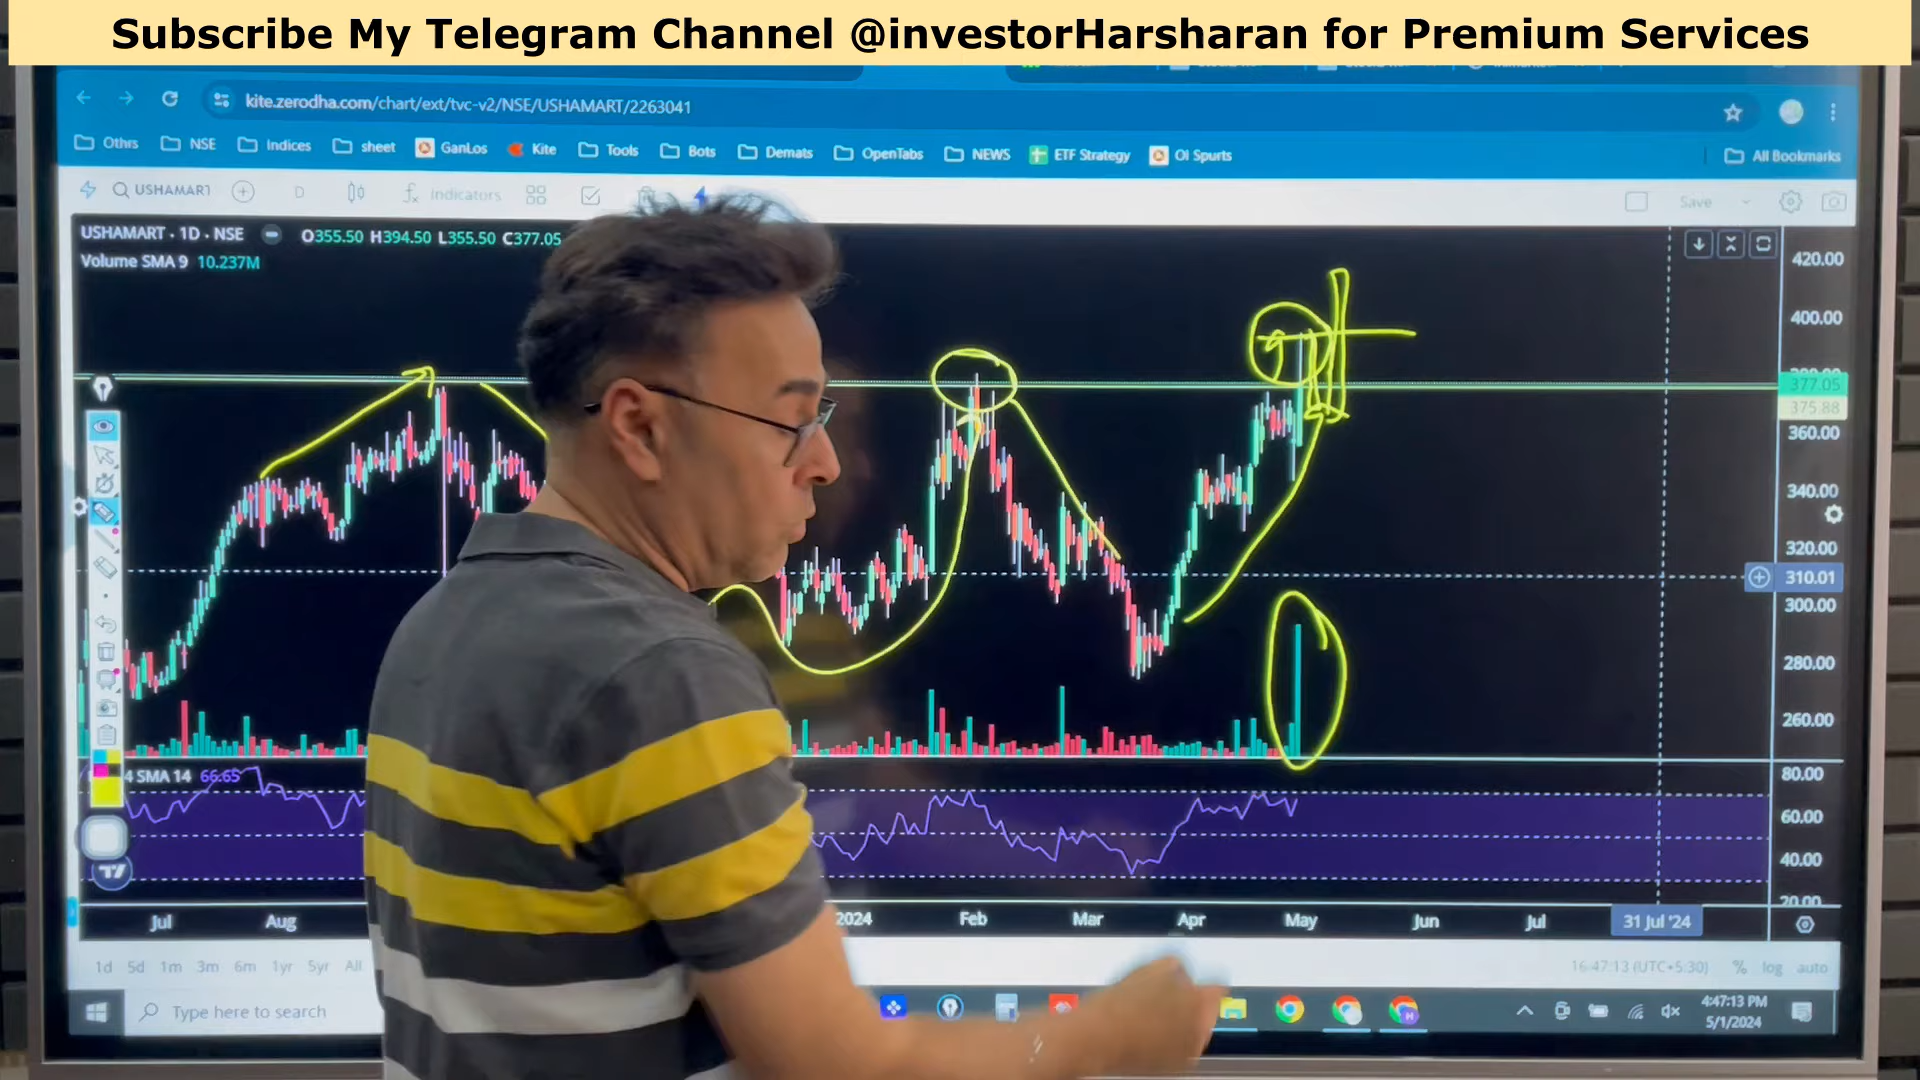 Subscribe My Telegram Channel @investorHarsharan for Premium Services
kite.zerodha.com/chart/ext/tvc-v2/NSE/USHAMART/2263041
Othrs NSE Indices sheet GanLos Kite Tools Bots Demats OpenTabs NEWS ETF Strategy OI Spurts All Bookmarks
USHAMART D fx Indicators Save
USHAMART · 1D · NSE O355.50 H394.50 L355.50 C377.05
Volume SMA 9 10.237M
420.00
400.00
377.05
375.88
360.00
340.00
320.00
310.01
300.00
280.00
260.00
4 SMA 14 66.65
80.00
60.00
40.00
20.00
Jul Aug 2024 Feb Mar Apr May Jun Jul 31 Jul '24
1d 5d 1m 3m 6m 1yr 5yr All 16:47:13 (UTC+5:30) % log auto
Type here to search
4:47:13 PM
5/1/2024